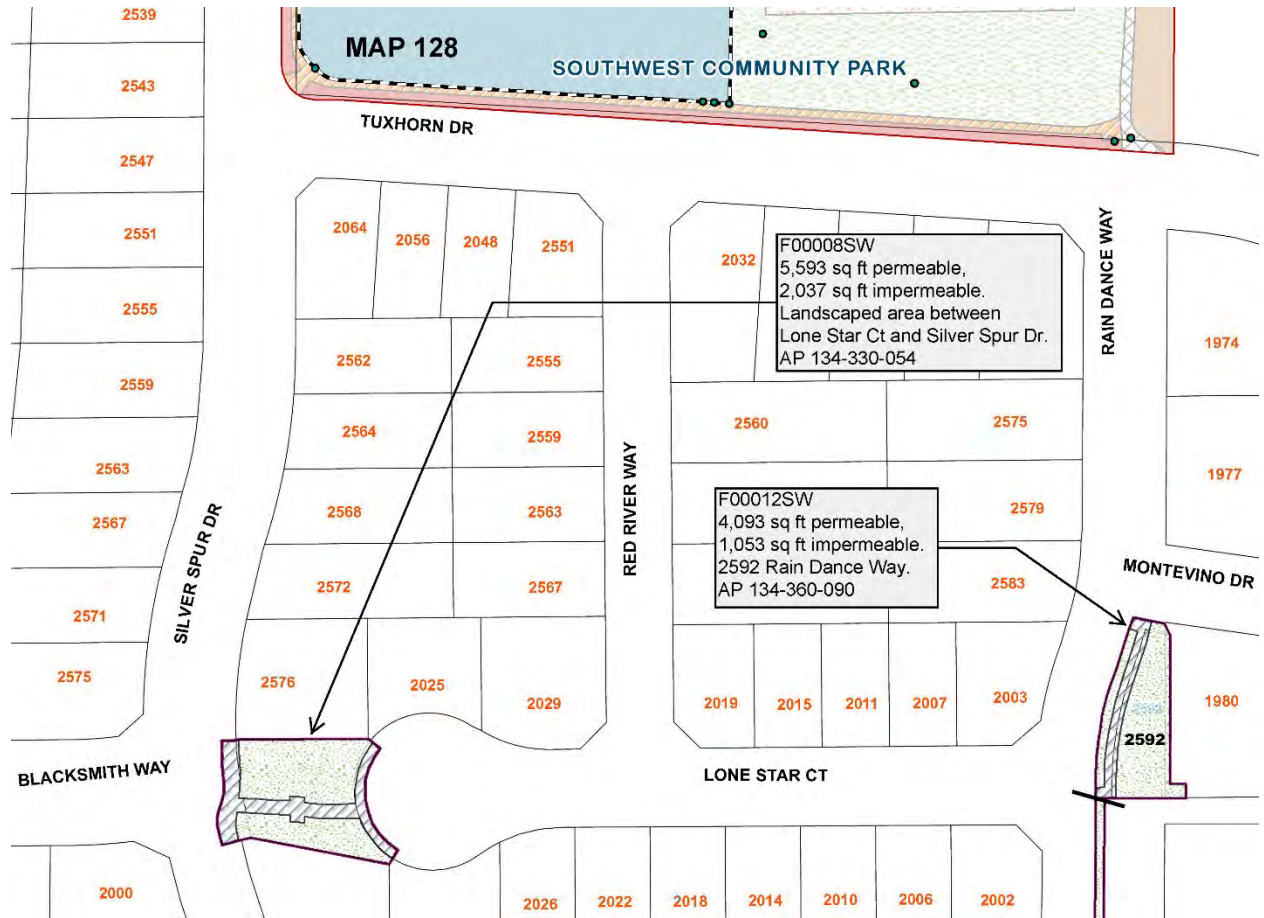 2539
MAP 128
SOUTHWEST COMMUNITY PARK
2543
TUXHORN DR
2547
2551
2555
2559
2563
2567
2571
2575
SILVER SPUR DR
2064
2056
2048
2551
2562
2555
2564
2559
2568
2563
2572
2567
2576
2025
2029
RED RIVER WAY
2032
F00008SW
5,593 sq ft permeable,
2,037 sq ft impermeable.
Landscaped area between
Lone Star Ct and Silver Spur Dr.
AP 134-330-054
RAIN DANCE WAY
1974
2560
2575
1977
F00012SW
4,093 sq ft permeable,
1,053 sq ft impermeable.
2592 Rain Dance Way.
AP 134-360-090
2579
2583
MONTEVINO DR
2019
2015
2011
2007
2003
1980
2592
BLACKSMITH WAY
LONE STAR CT
2000
2026
2022
2018
2014
2010
2006
2002